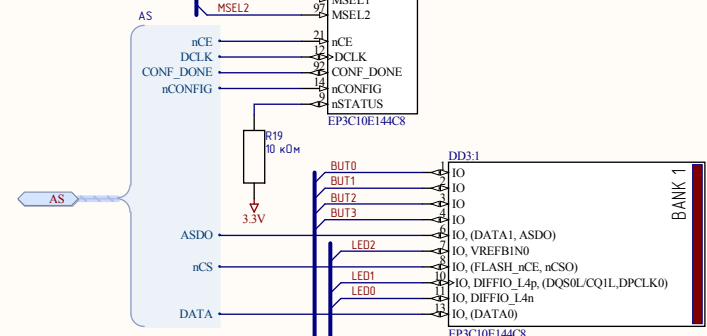 MSEL1
MSEL2 97 MSEL2
AS
nCE 21 nCE
DCLK 12 DCLK
CONF_DONE 92 CONF_DONE
nCONFIG 14 nCONFIG
9 nSTATUS
EP3C10E144C8
R19
10 кОм
3.3V
AS
DD3:1
BANK 1
BUT0 1 IO
BUT1 2 IO
BUT2 3 IO
BUT3 4 IO
ASDO 6 IO, (DATA1, ASDO)
LED2 7 IO, VREFB1N0
nCS 8 IO, (FLASH_nCE, nCSO)
LED1 10 IO, DIFFIO_L4p, (DQS0L/CQ1L,DPCLK0)
LED0 11 IO, DIFFIO_L4n
DATA 13 IO, (DATA0)
EP3C10E144C8